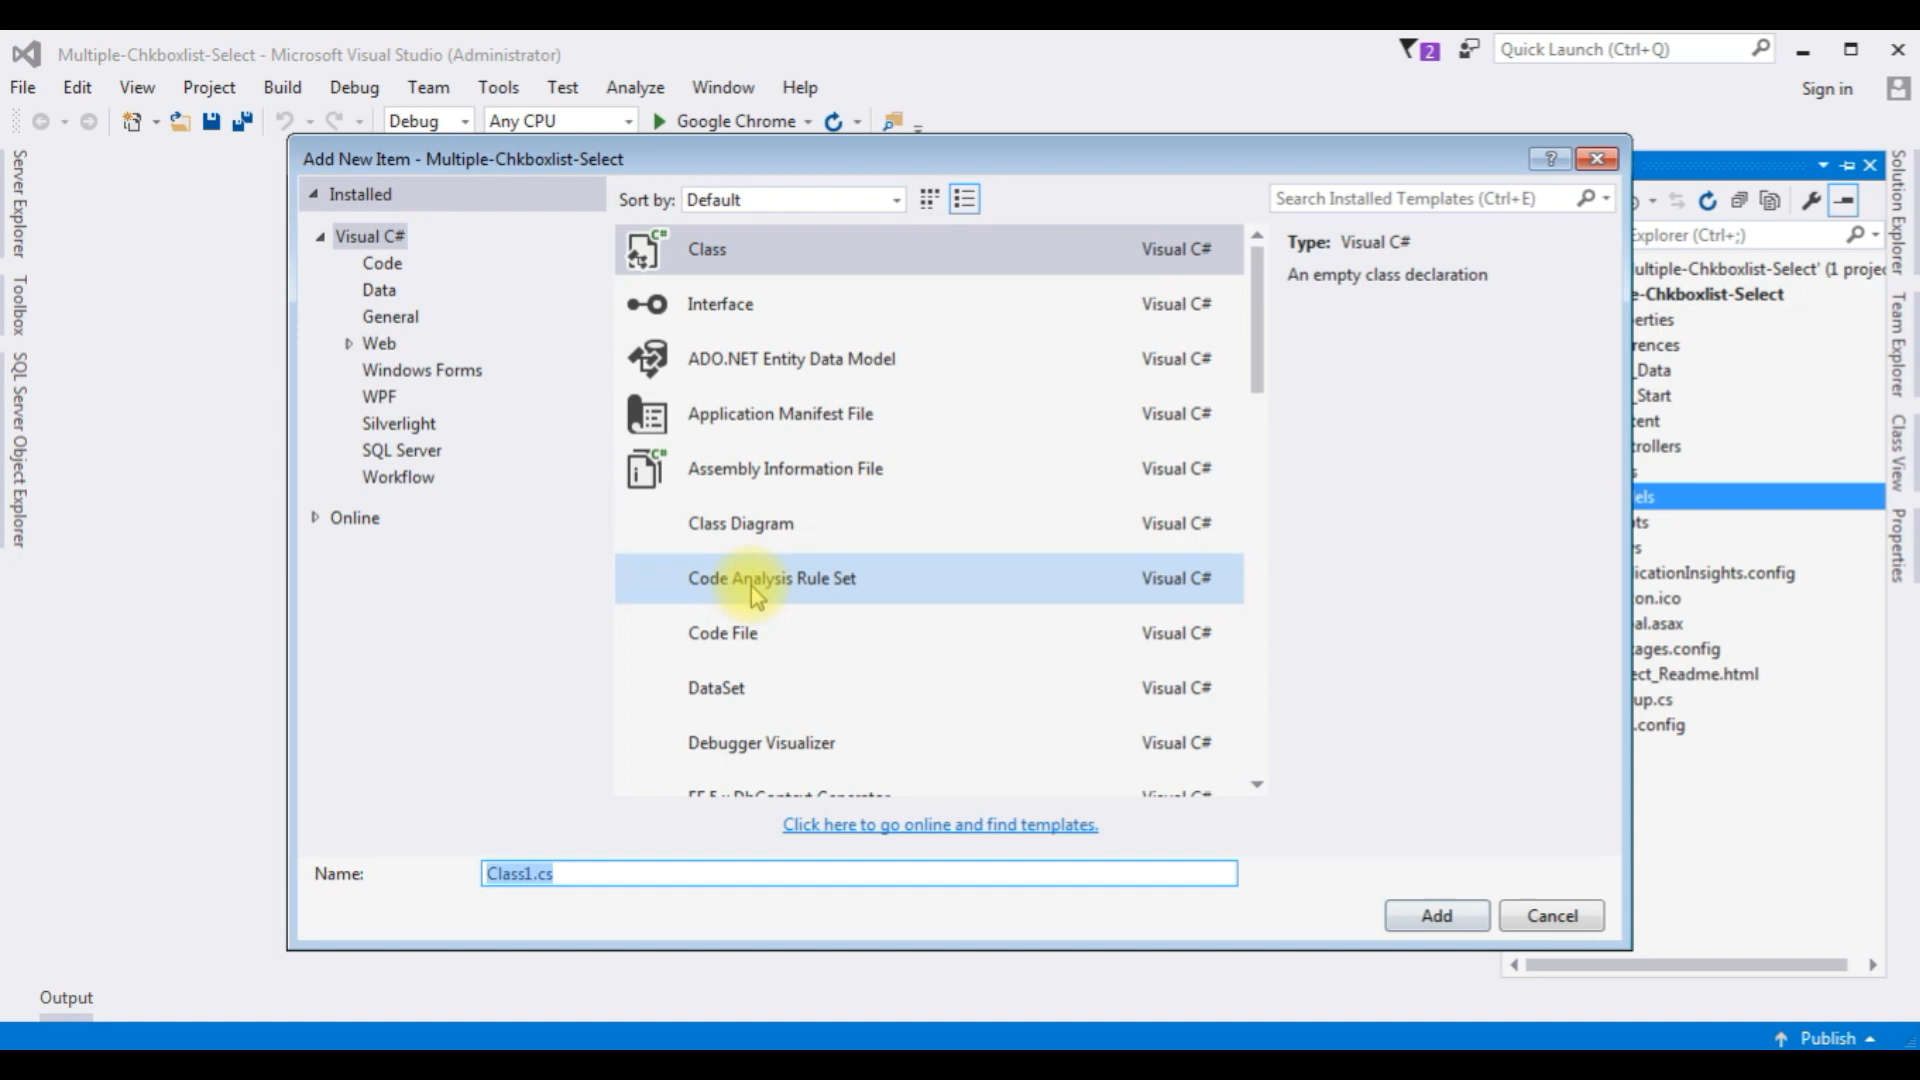 Multiple-Chkboxlist-Select - Microsoft Visual Studio (Administrator)
2
Quick Launch (Ctrl+Q)
File Edit View Project Build Debug Team Tools Test Analyze Window Help
Sign in
Debug
Any CPU
Google Chrome
Add New Item - Multiple-Chkboxlist-Select
?
Installed
Sort by: Default
Search Installed Templates (Ctrl+E)
Visual C#
Code
Data
General
Web
Windows Forms
WPF
Silverlight
SQL Server
Workflow
Online
Class Visual C#
Interface Visual C#
ADO.NET Entity Data Model Visual C#
Application Manifest File Visual C#
Assembly Information File Visual C#
Class Diagram Visual C#
Code Analysis Rule Set Visual C#
Code File Visual C#
DataSet Visual C#
Debugger Visualizer Visual C#
Type: Visual C#
An empty class declaration
Click here to go online and find templates.
Name: Class1.cs
Add
Cancel
Explorer (Ctrl+;)
ultiple-Chkboxlist-Select' (1 projec
e-Chkboxlist-Select
erties
rences
_Data
_Start
tent
trollers
s
els
ts
s
icationInsights.config
on.ico
al.asax
ages.config
ect_Readme.html
up.cs
.config
Server Explorer
Toolbox
SQL Server Object Explorer
Solution Explorer
Team Explorer
Class View
Properties
Output
Publish